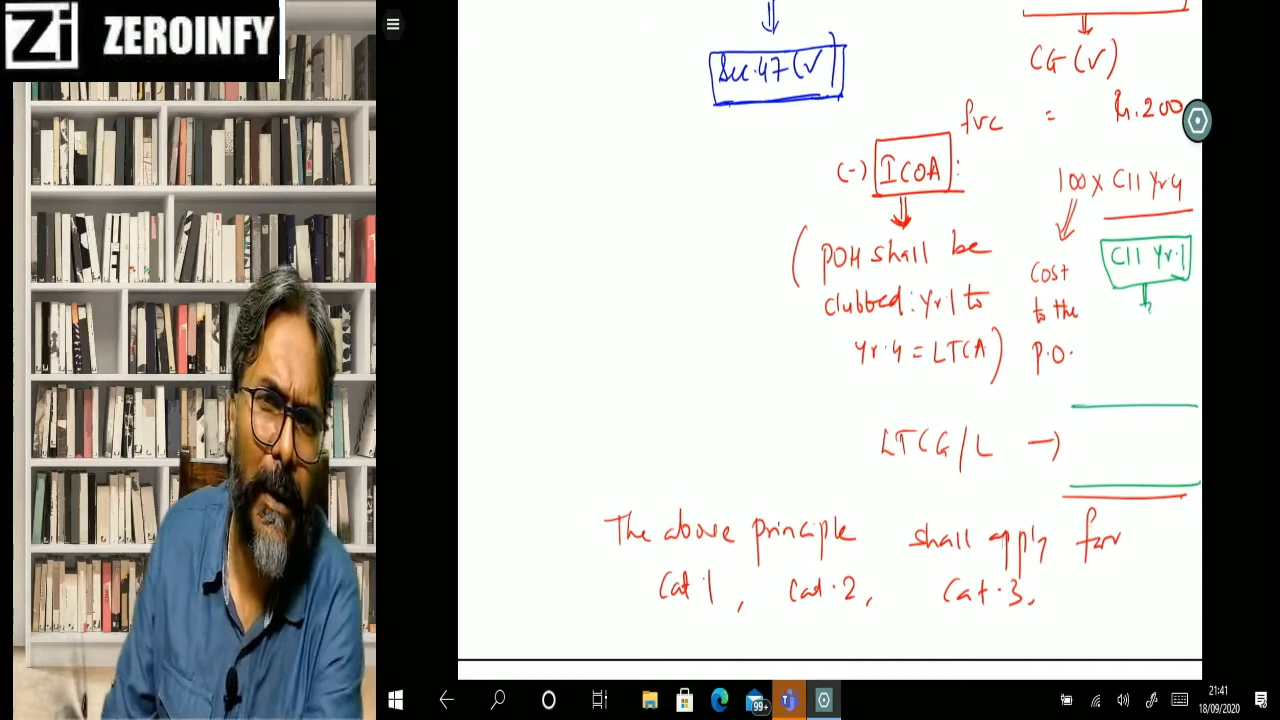 Zi ZEROINFY
Sec.47(v)
CG (v)
fvc = Rs.200
(-) ICOA :
100 x CII Yr 4
CII Yr.1
(POH shall be
clubbed: yr.1 to
yr.4 = LTCA)
Cost
to the
P.O.
LTCG/L →
The above principle shall apply for
Cat.1, Cat.2, Cat.3.
99+
21:41
18/09/2020